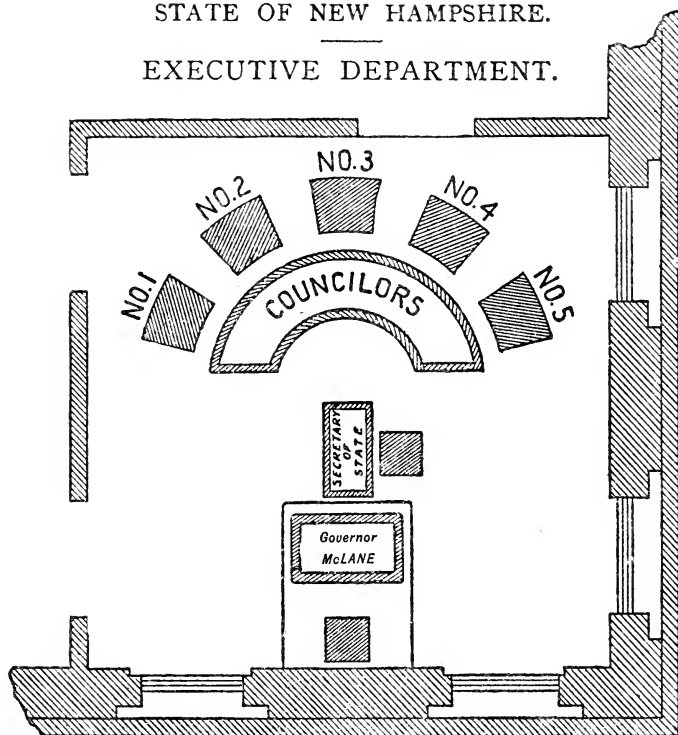 STATE OF NEW HAMPSHIRE.
EXECUTIVE DEPARTMENT.
NO.1
NO.2
NO.3
NO.4
NO.5
COUNCILORS
SECRETARY
OF
STATE
Governor
McLANE